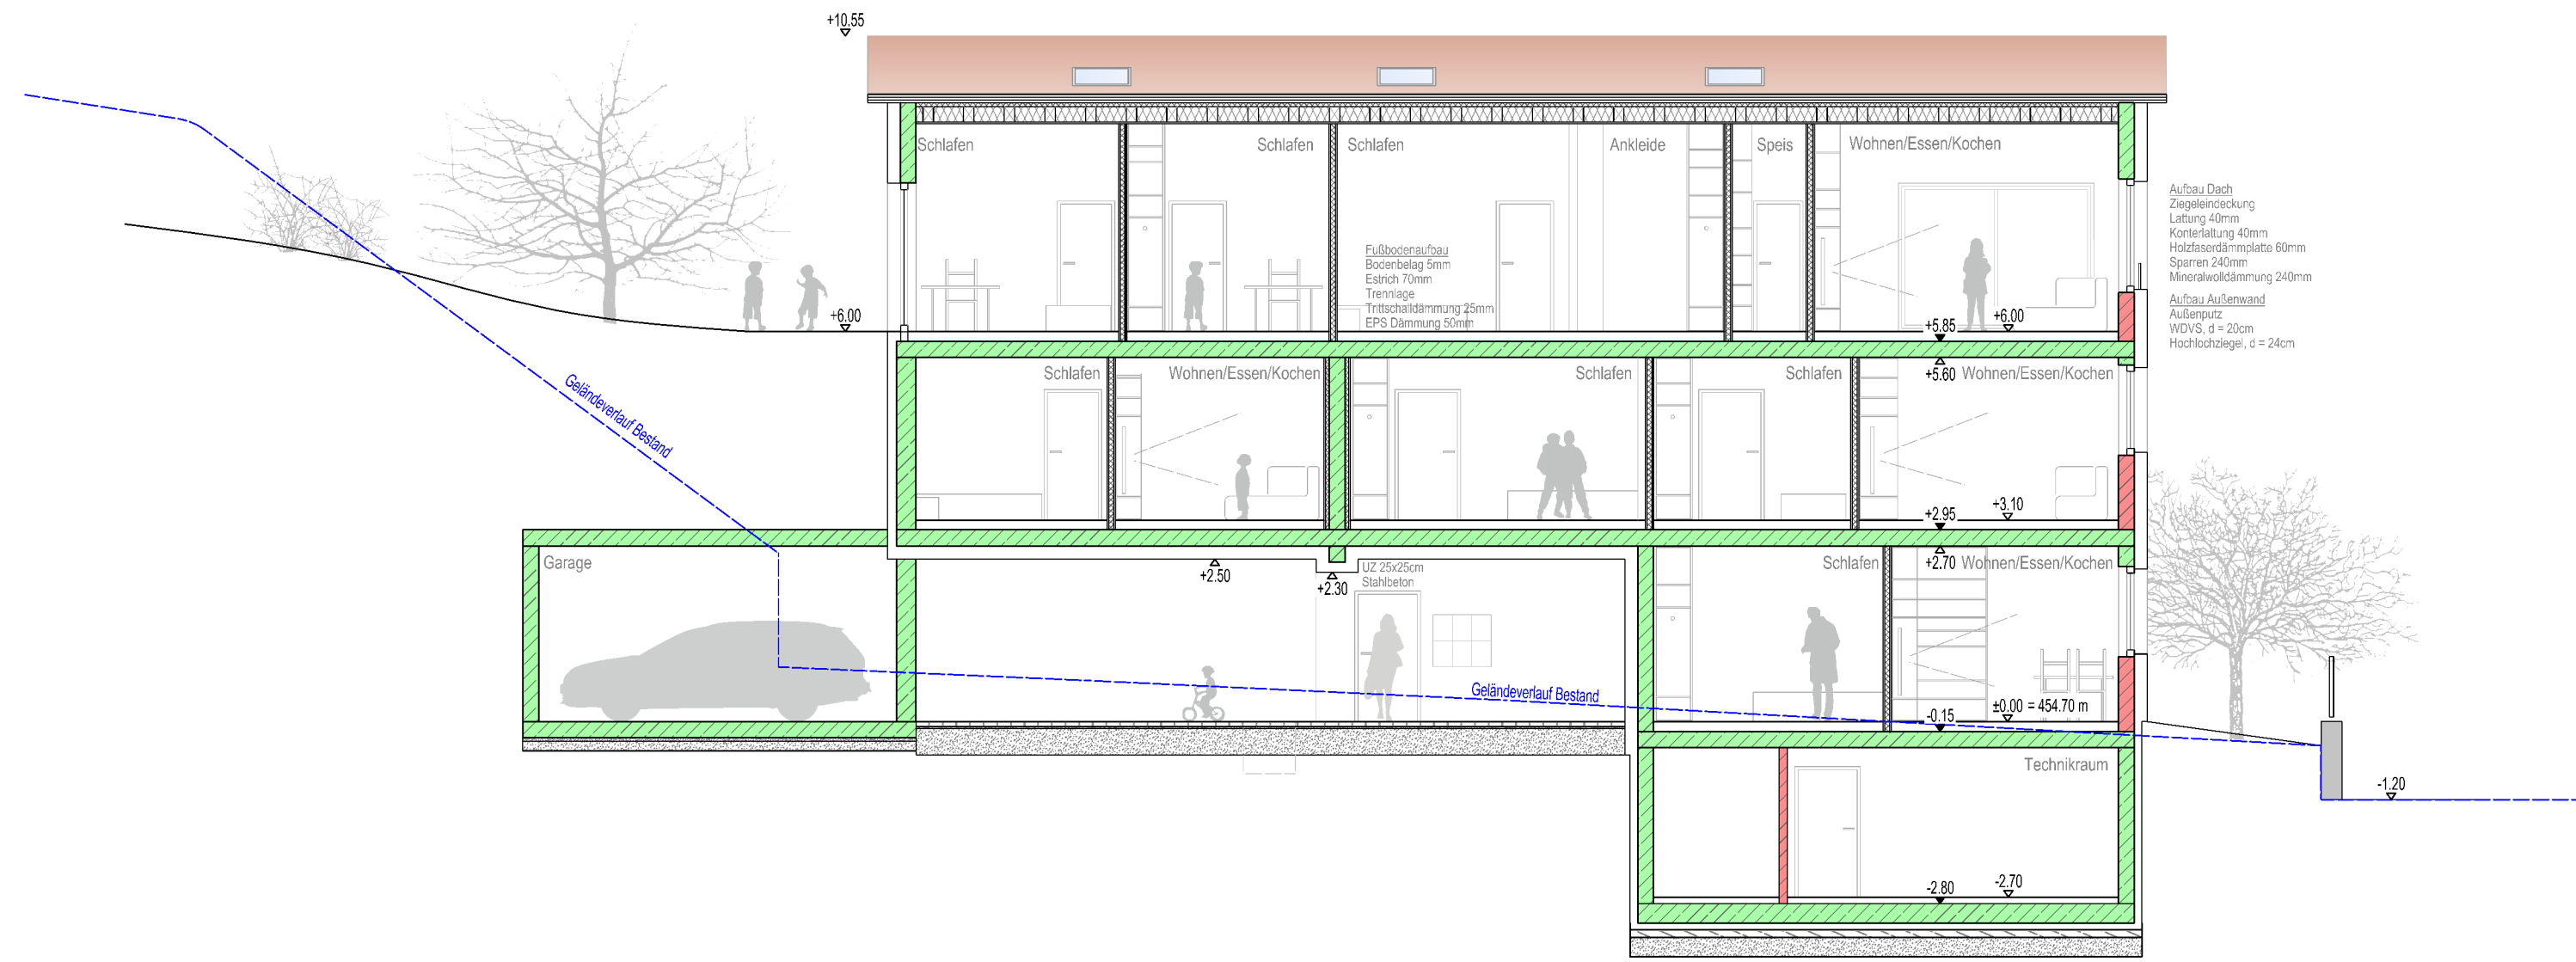 +10.55
Schlafen
Schlafen
Schlafen
Ankleide
Speis
Wohnen/Essen/Kochen
Aufbau Dach
Ziegeleindeckung
Lattung 40mm
Konterlattung 40mm
Holzfaserdämmplatte 60mm
Sparren 240mm
Mineralwolldämmung 240mm
Aufbau Außenwand
Außenputz
WDVS, d = 20cm
Hochlochziegel, d = 24cm
Fußbodenaufbau
Bodenbelag 5mm
Estrich 70mm
Trennlage
Trittschalldämmung 25mm
EPS Dämmung 50mm
+6.00
+5.85
+6.00
Geländeverlauf Bestand
Schlafen
Wohnen/Essen/Kochen
Schlafen
Schlafen
+5.60
Wohnen/Essen/Kochen
+2.95
+3.10
Garage
+2.50
+2.30
UZ 25x25cm
Stahlbeton
Schlafen
+2.70
Wohnen/Essen/Kochen
Geländeverlauf Bestand
-0.15
±0.00 = 454.70 m
Technikraum
-1.20
-2.80
-2.70